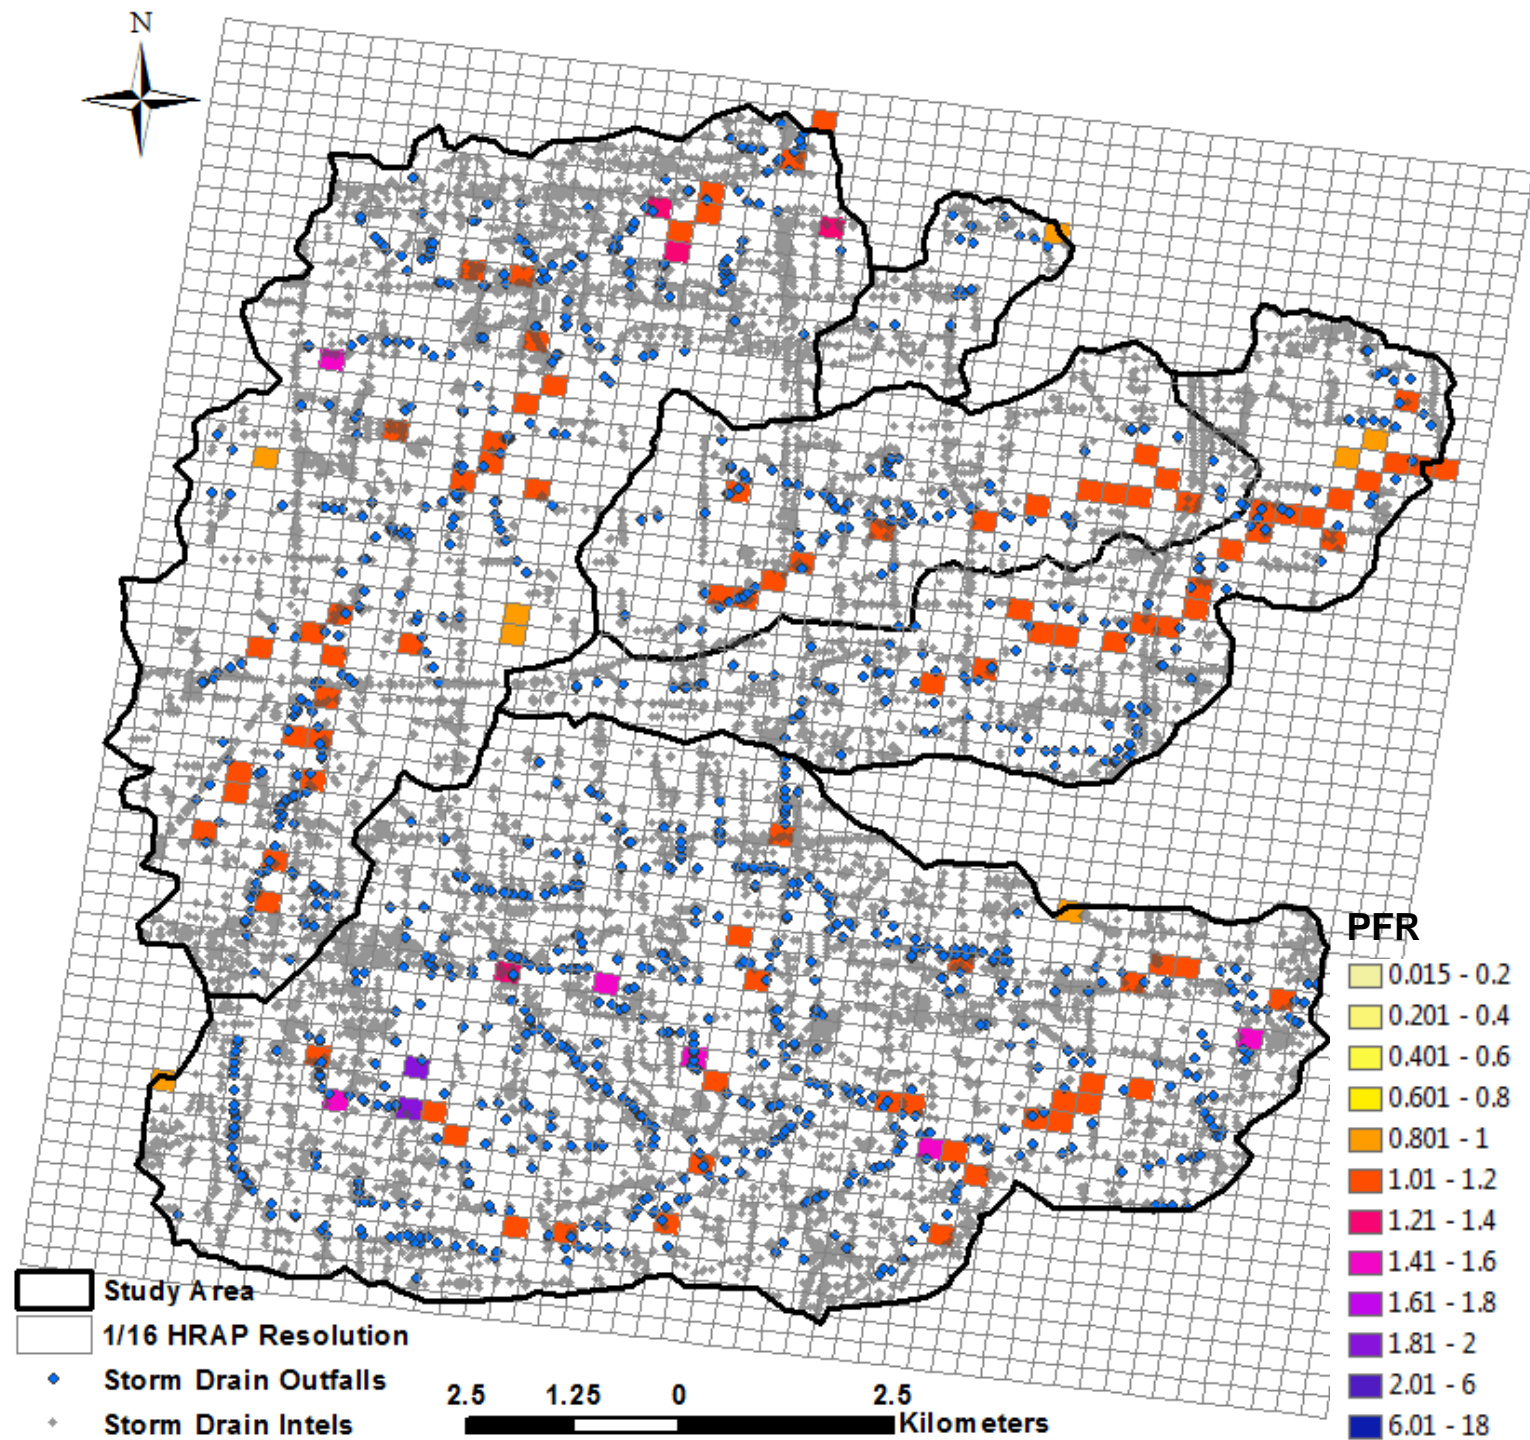 N
PFR
0.015 - 0.2
0.201 - 0.4
0.401 - 0.6
0.601 - 0.8
0.801 - 1
1.01 - 1.2
1.21 - 1.4
1.41 - 1.6
1.61 - 1.8
1.81 - 2
2.01 - 6
6.01 - 18
Study Area
1/16 HRAP Resolution
Storm Drain Outfalls
Storm Drain Intels
2.5 1.25 0 2.5
Kilometers